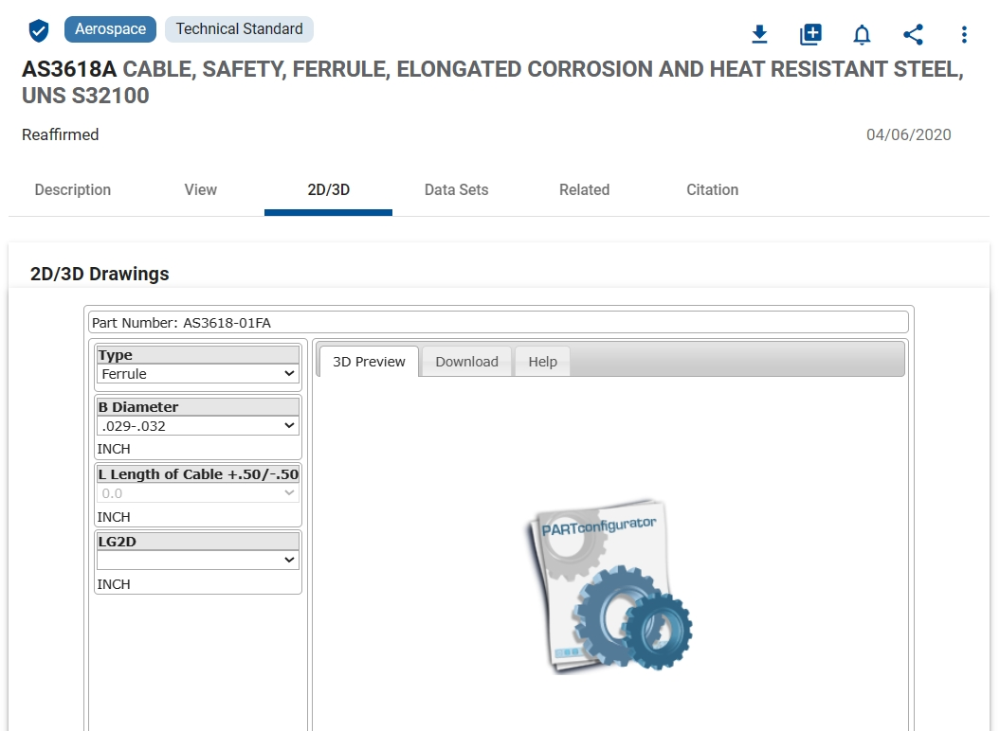 Aerospace Technical Standard
AS3618A CABLE, SAFETY, FERRULE, ELONGATED CORROSION AND HEAT RESISTANT STEEL,
UNS S32100
Reaffirmed 04/06/2020
Description View 2D/3D Data Sets Related Citation
2D/3D Drawings
Part Number: AS3618-01FA
Type
Ferrule
B Diameter
.029-.032
INCH
L Length of Cable +.50/-.50
0.0
INCH
LG2D
INCH
3D Preview Download Help
PARTconfigurator